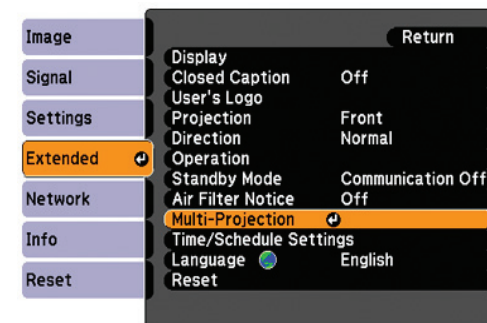 Image
Signal
Settings
Extended
Network
Info
Reset
Return
Display
Closed Caption Off
User's Logo
Projection Front
Direction Normal
Operation
Standby Mode Communication Off
Air Filter Notice Off
Multi-Projection
Time/Schedule Settings
Language English
Reset